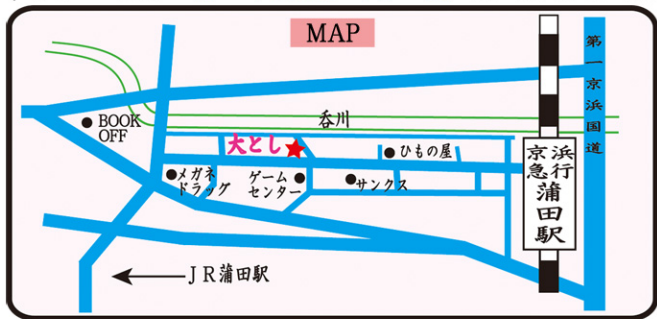 MAP
第一京浜国道
BOOK
OFF
呑川
大とし
ひもの屋
京浜
急行
蒲田駅
メガネ
ドラッグ
ゲーム
センター
サンクス
JR蒲田駅